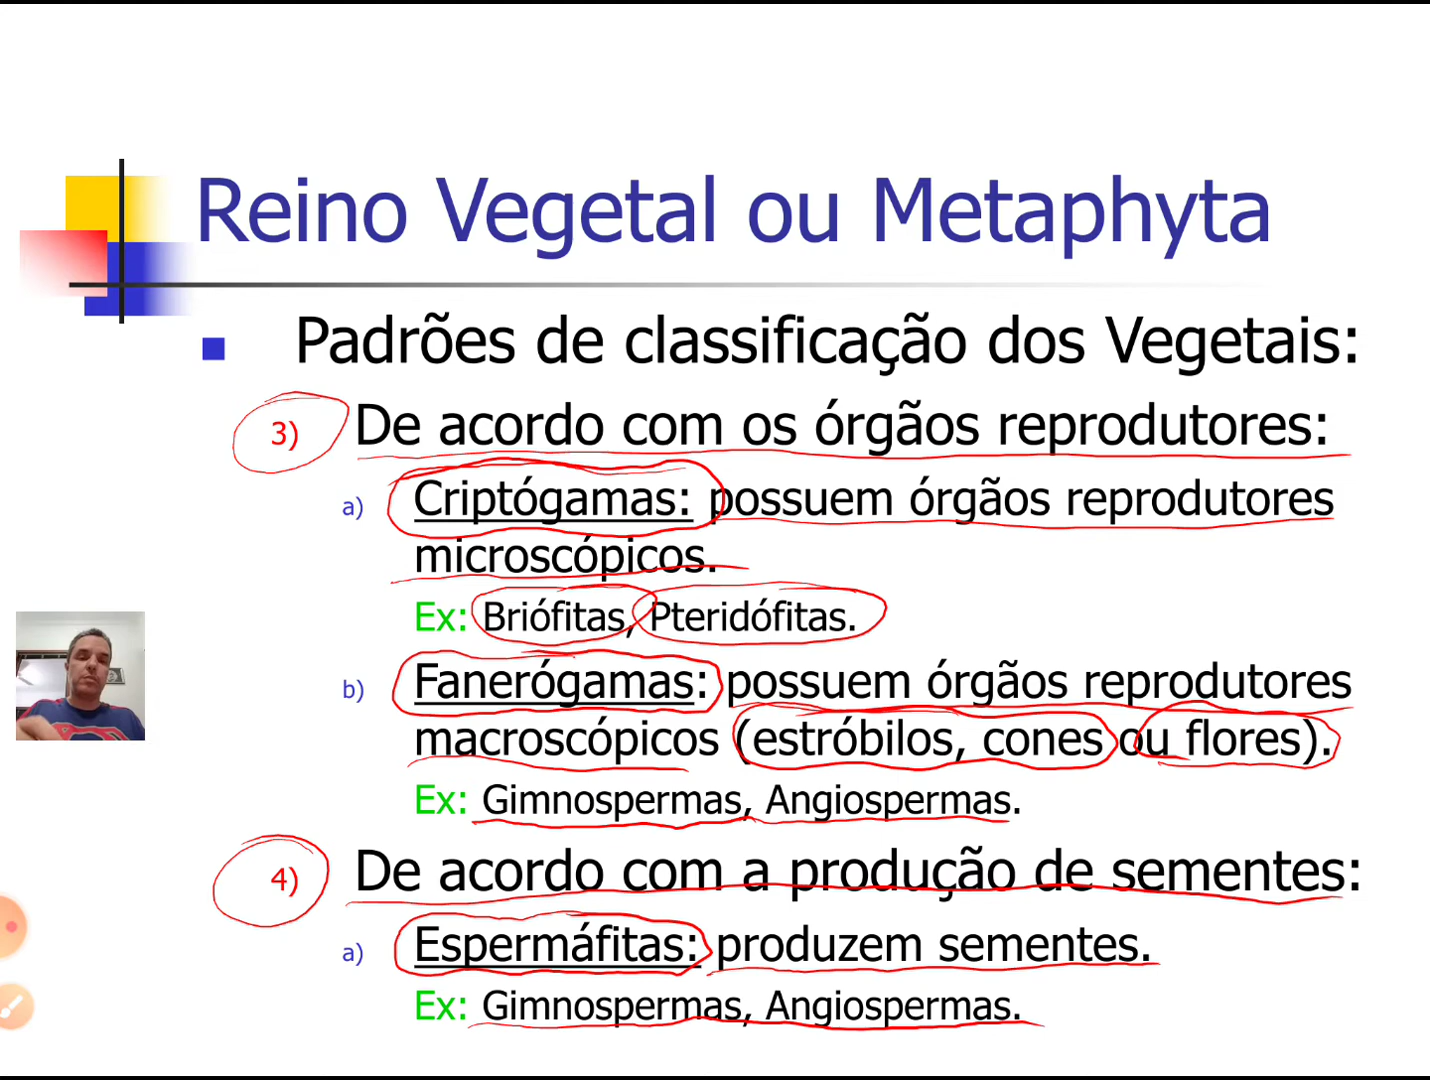 Reino Vegetal ou Metaphyta
Padrões de classificação dos Vegetais:
3) De acordo com os órgãos reprodutores:
a) Criptógamas: possuem órgãos reprodutores
microscópicos.
Ex: Briófitas, Pteridófitas.
b) Fanerógamas: possuem órgãos reprodutores
macroscópicos (estróbilos, cones ou flores).
Ex: Gimnospermas, Angiospermas.
4) De acordo com a produção de sementes:
a) Espermáfitas: produzem sementes.
Ex: Gimnospermas, Angiospermas.